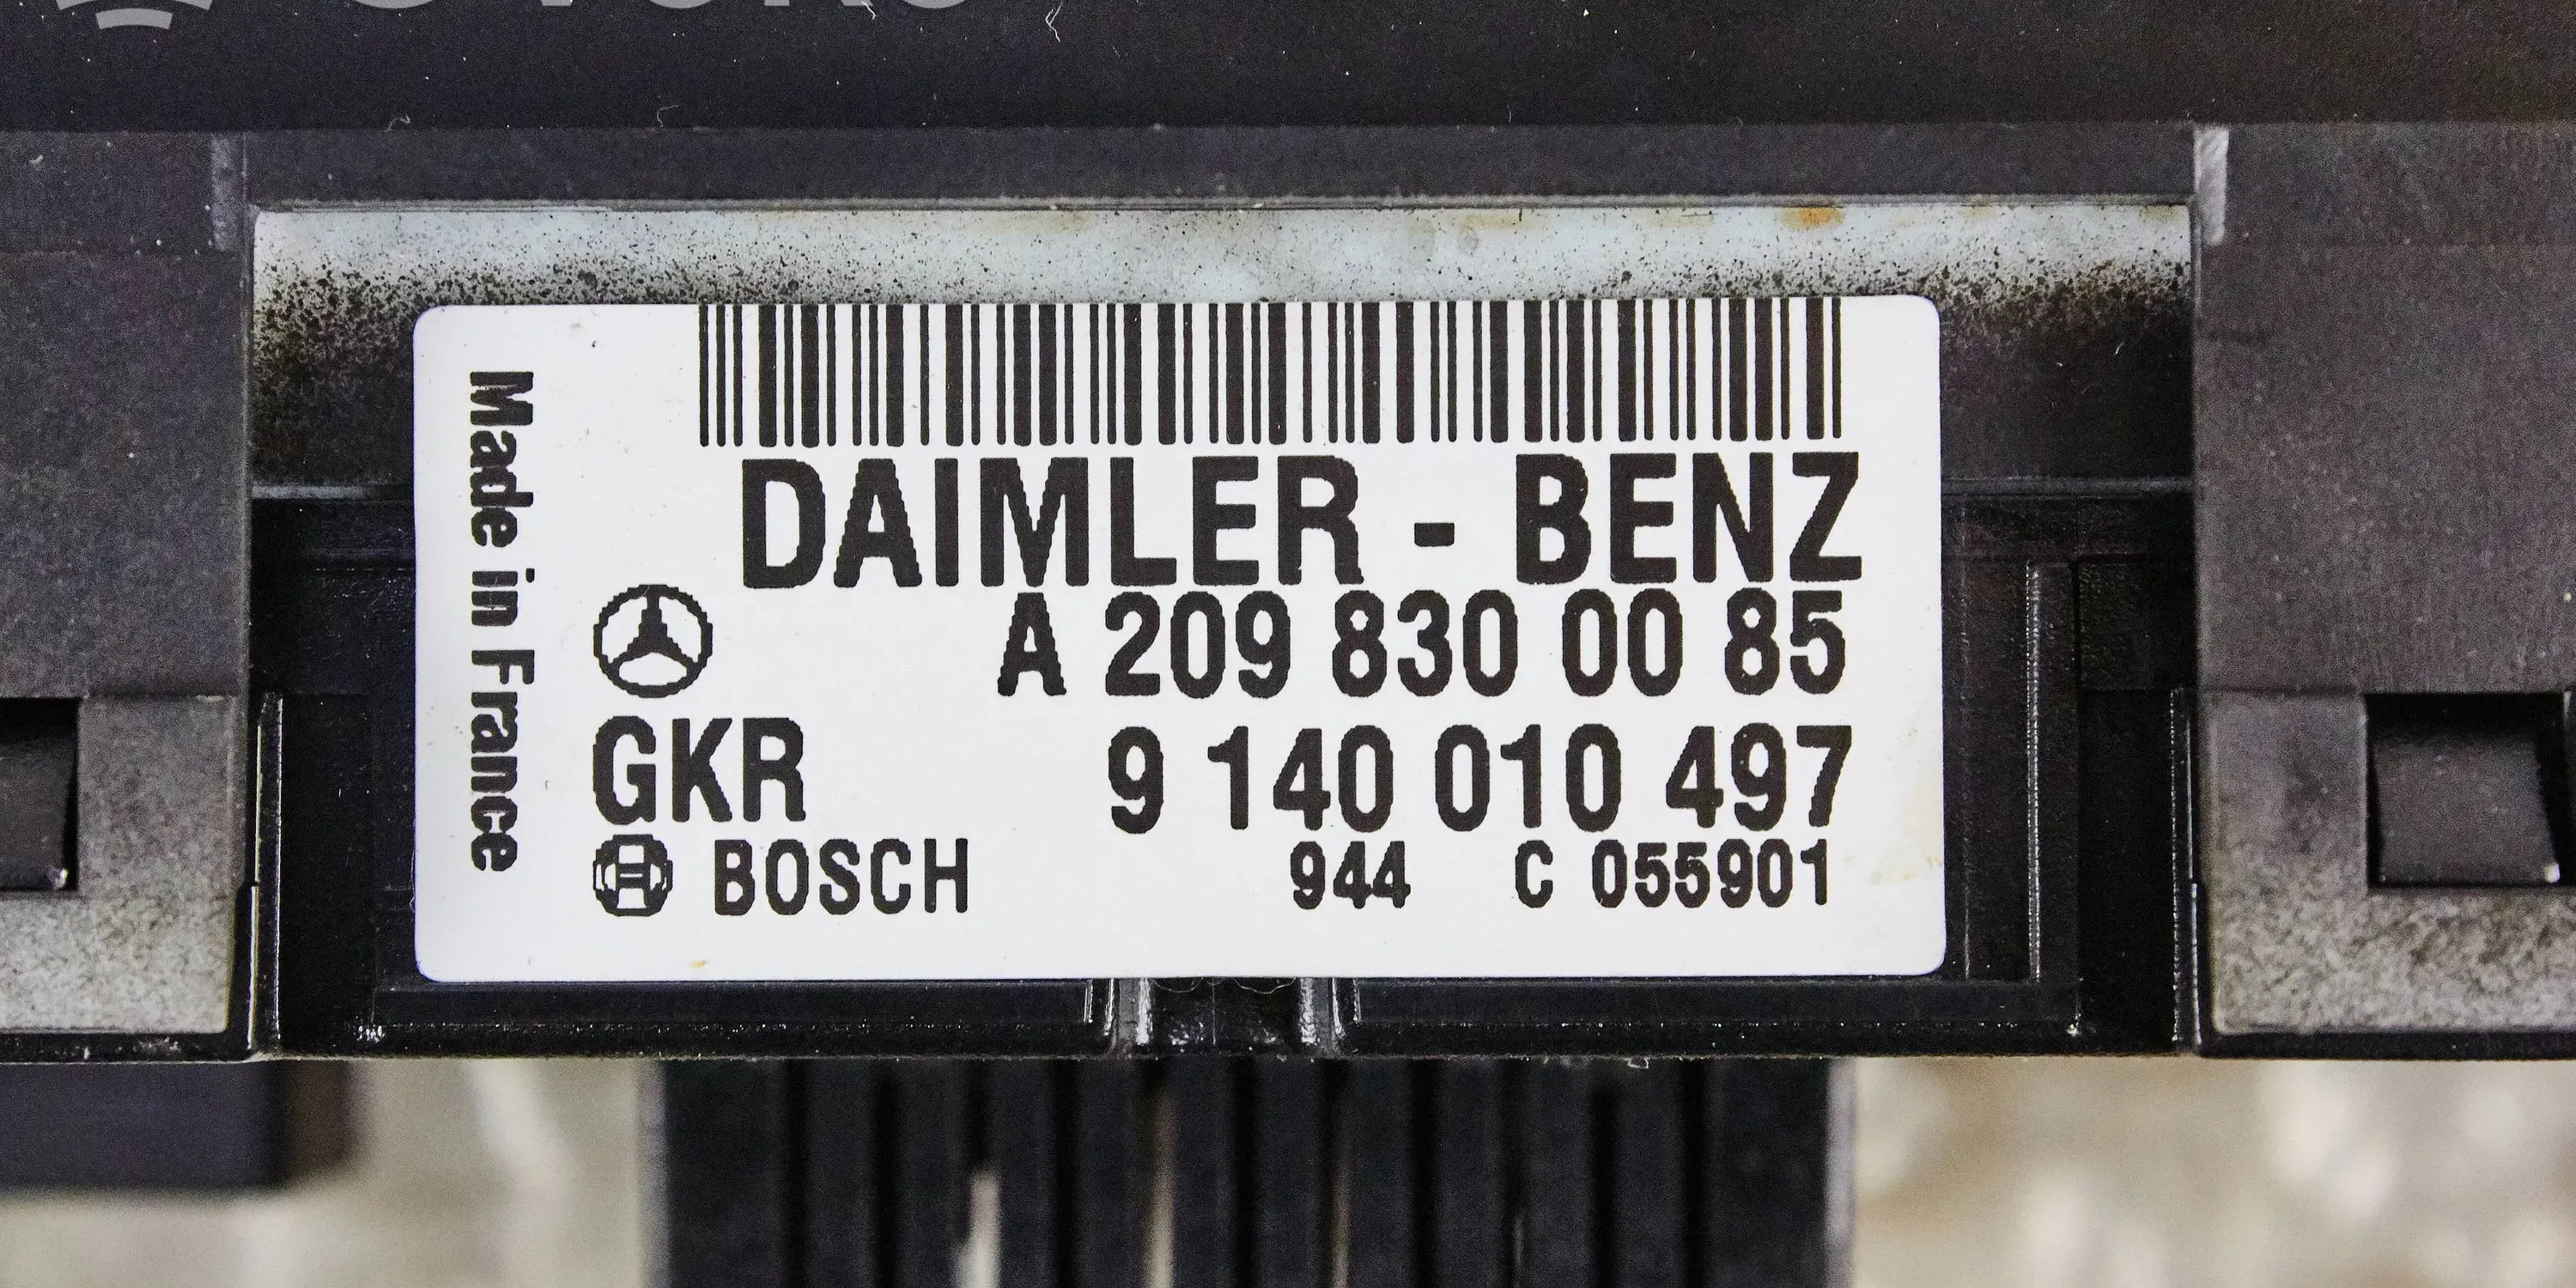 Made in France
DAIMLER - BENZ
A 209 830 00 85
GKR 9 140 010 497
BOSCH 944 C 055901